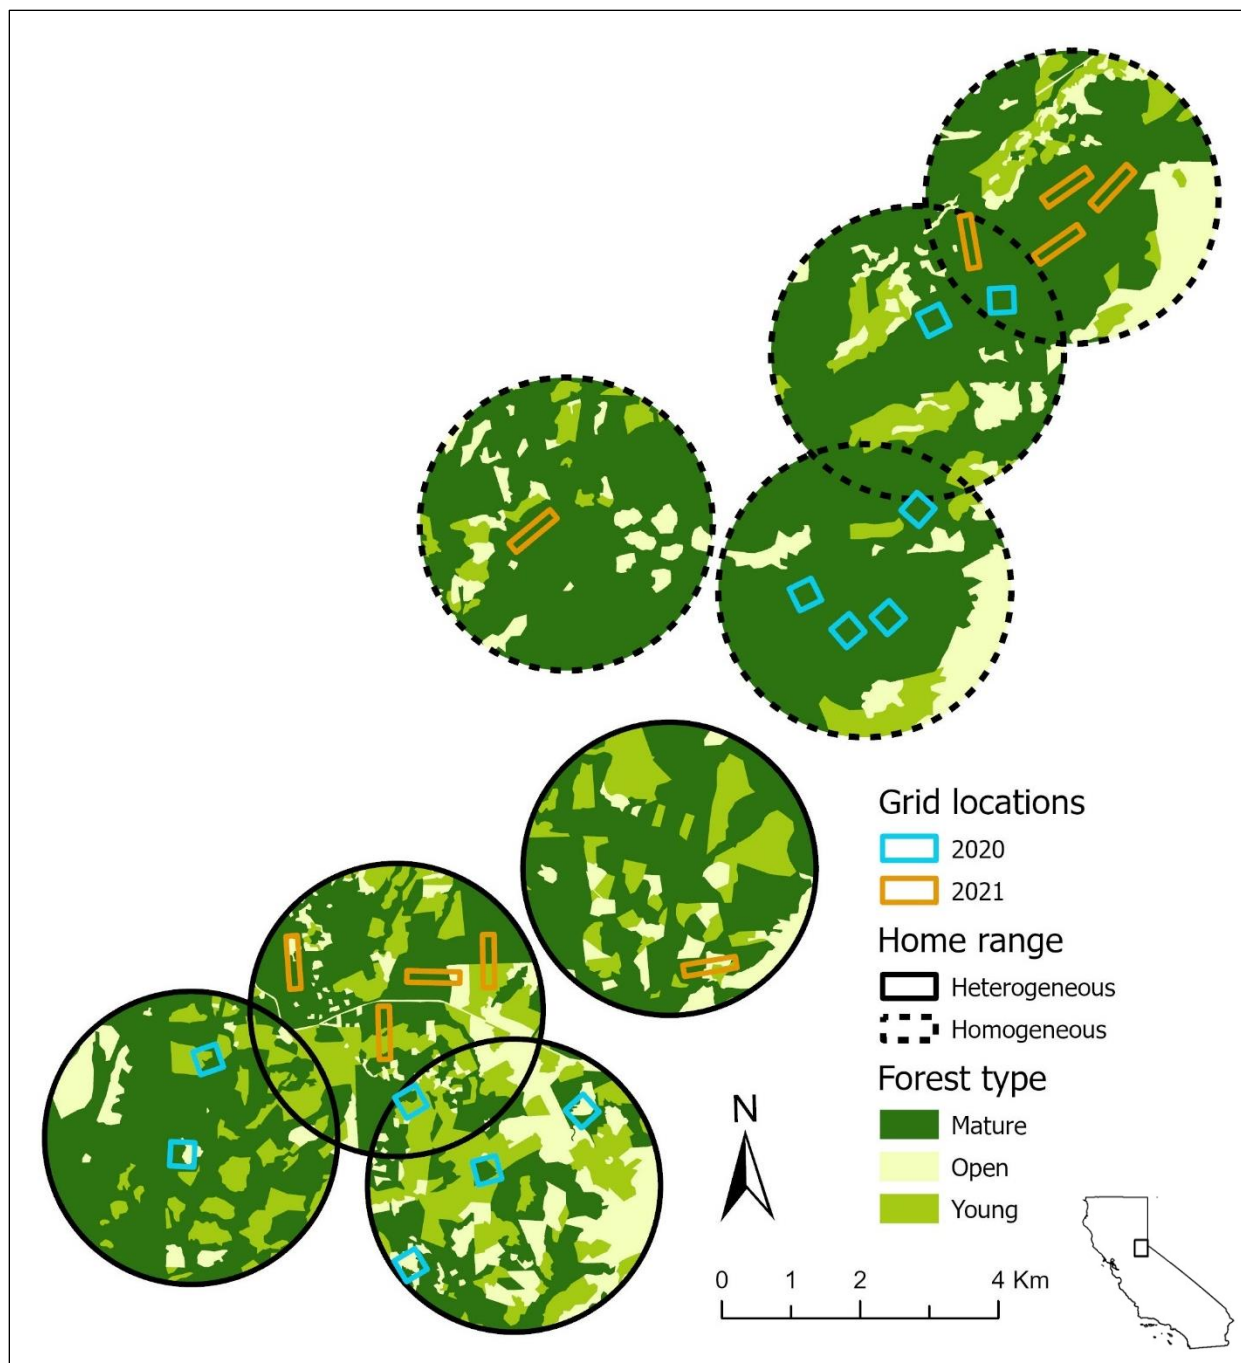 Grid locations
2020
2021
Home range
Heterogeneous
Homogeneous
Forest type
Mature
Open
Young
N
0 1 2 4 Km